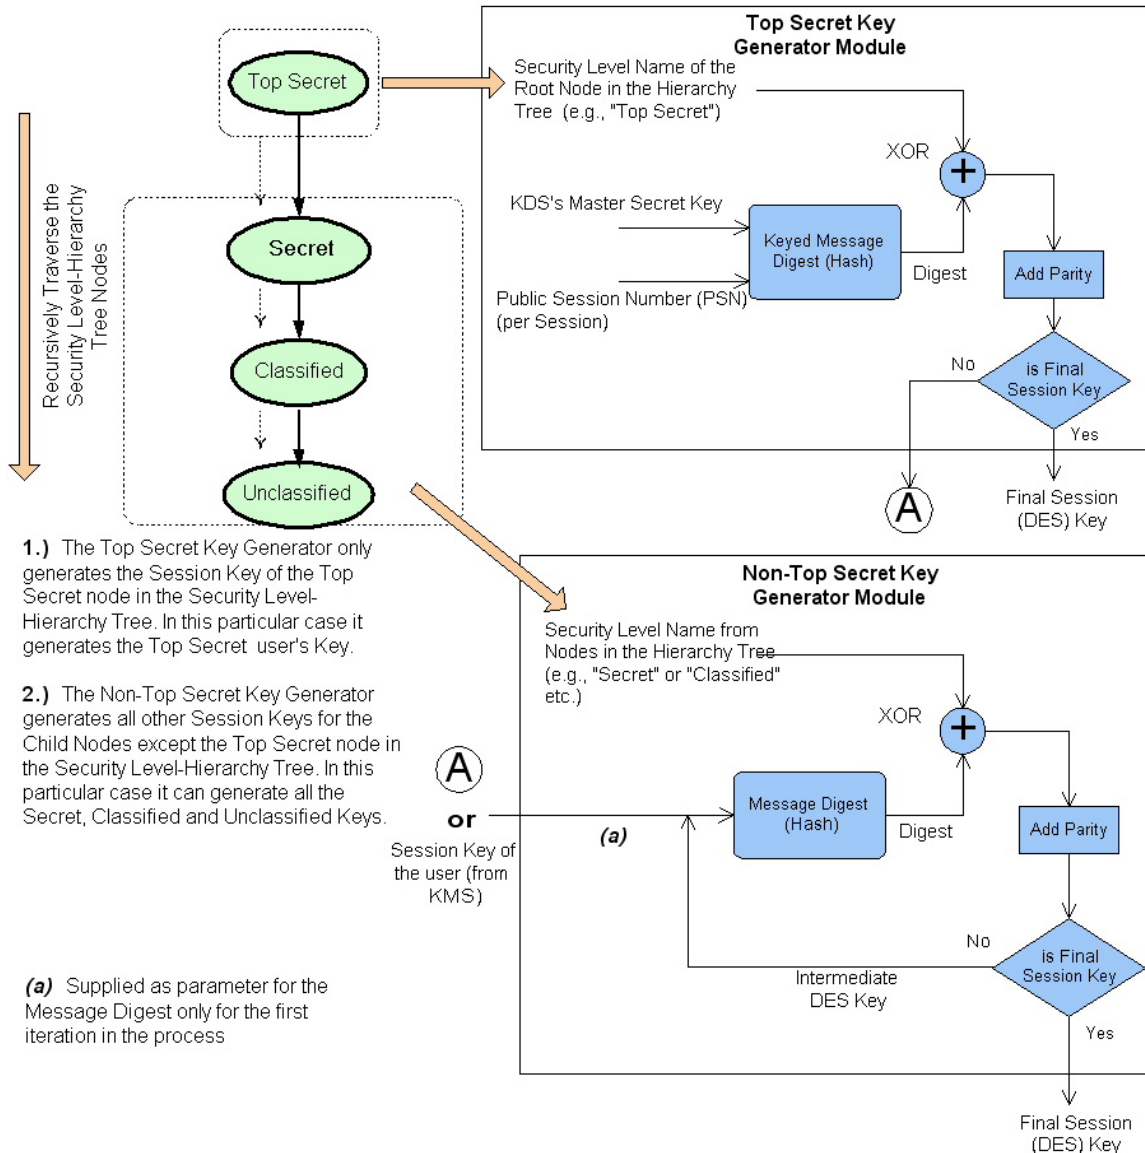 Top Secret Key
Generator Module
Top Secret
Security Level Name of the
Root Node in the Hierarchy
Tree (e.g., "Top Secret")
XOR
+
KDS's Master Secret Key
Keyed Message
Digest (Hash)
Digest
Public Session Number (PSN)
(per Session)
Add Parity
is Final
Session Key
No
Yes
A
Final Session
(DES) Key
Recursively Traverse the
Security Level-Hierarchy
Tree Nodes
Secret
Classified
Unclassified
1.) The Top Secret Key Generator only
generates the Session Key of the Top
Secret node in the Security Level-
Hierarchy Tree. In this particular case it
generates the Top Secret user's Key.
2.) The Non-Top Secret Key Generator
generates all other Session Keys for the
Child Nodes except the Top Secret node in
the Security Level-Hierarchy Tree. In this
particular case it can generate all the
Secret, Classified and Unclassified Keys.
(a) Supplied as parameter for the
Message Digest only for the first
iteration in the process
Non-Top Secret Key
Generator Module
Security Level Name from
Nodes in the Hierarchy Tree
(e.g., "Secret" or "Classified"
etc.)
XOR
+
A
or
Session Key of
the user (from
KMS)
(a)
Message Digest
(Hash)
Digest
Add Parity
is Final
Session Key
No
Intermediate
DES Key
Yes
Final Session
(DES) Key